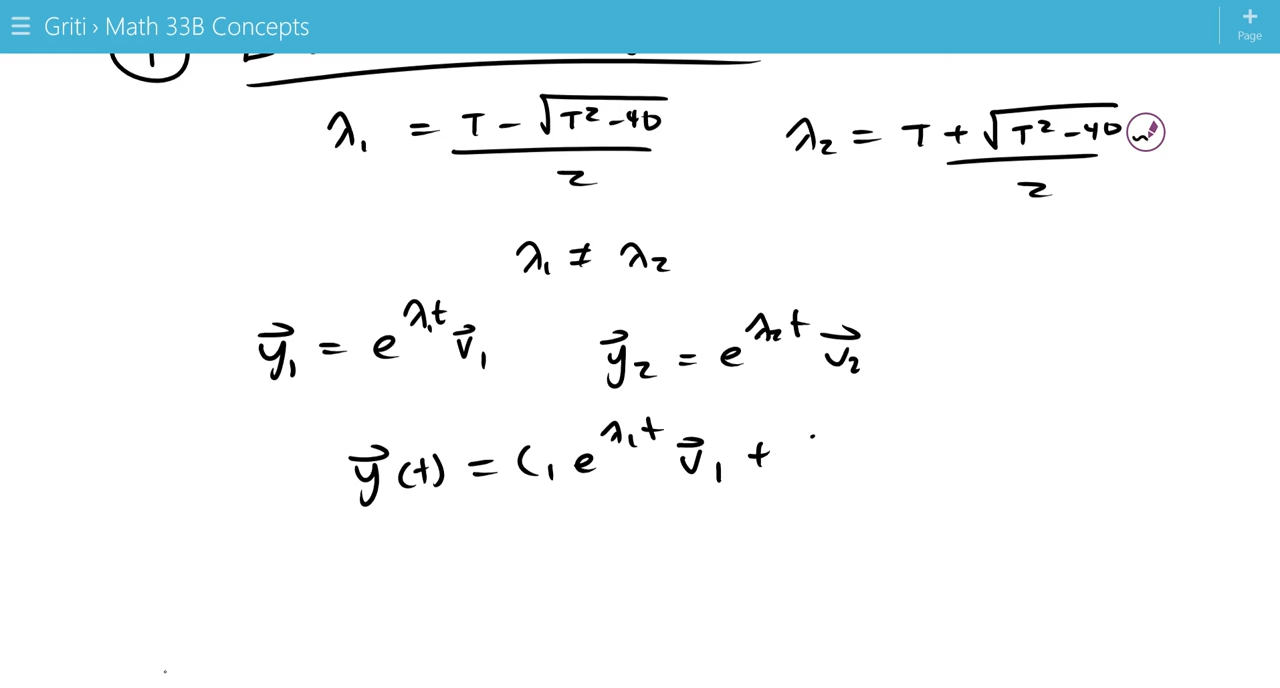 Griti › Math 33B Concepts
Page
λ₁ = (T − √(T² − 4D)) / 2    λ₂ = (T + √(T² − 4D)) / 2
λ₁ ≠ λ₂
y⃗₁ = e^(λ₁t) v⃗₁    y⃗₂ = e^(λ₂t) v⃗₂
y⃗(t) = C₁ e^(λ₁t) v⃗₁ +